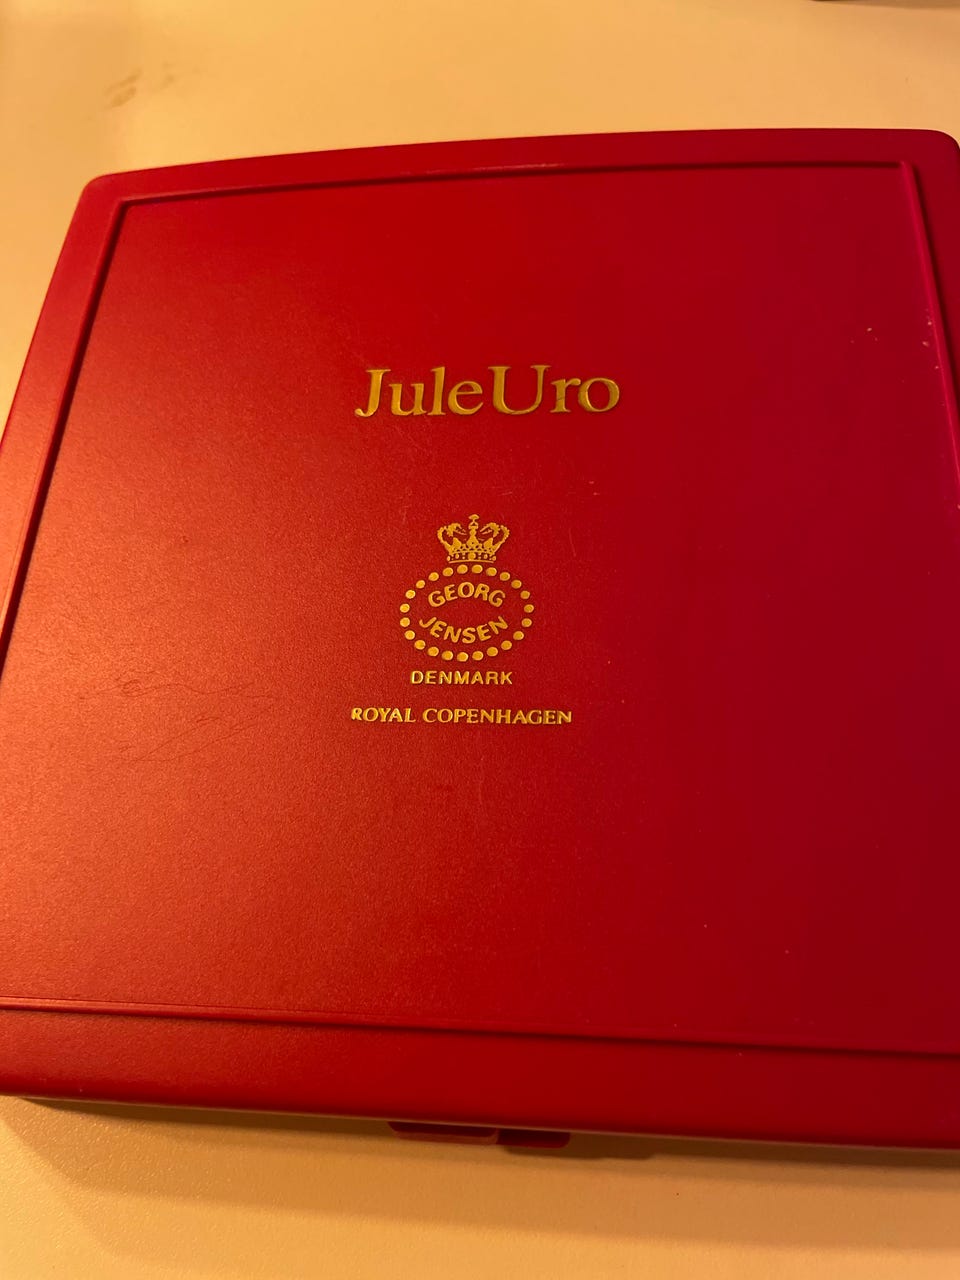 JuleUro
GEORG
JENSEN
DENMARK
ROYAL COPENHAGEN